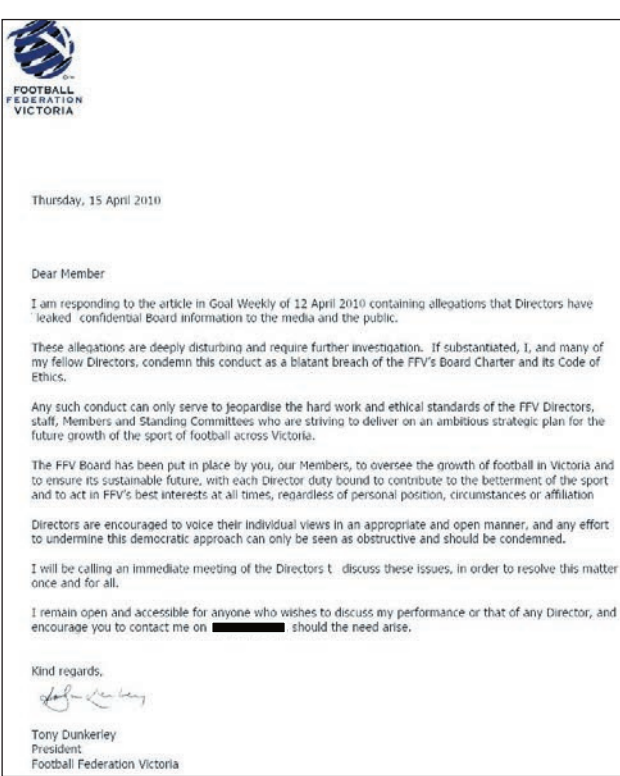 FOOTBALL
FEDERATION
VICTORIA
Thursday, 15 April 2010
Dear Member
I am responding to the article in Goal Weekly of 12 April 2010 containing allegations that Directors have
leaked confidential Board information to the media and the public.
These allegations are deeply disturbing and require further investigation. If substantiated, I, and many of
my fellow Directors, condemn this conduct as a blatant breach of the FFV's Board Charter and its Code of
Ethics.
Any such conduct can only serve to jeopardise the hard work and ethical standards of the FFV Directors,
staff, Members and Standing Committees who are striving to deliver on an ambitious strategic plan for the
future growth of the sport of football across Victoria.
The FFV Board has been put in place by you, our Members, to oversee the growth of football in Victoria and
to ensure its sustainable future, with each Director duty bound to contribute to the betterment of the sport
and to act in FFV's best interests at all times, regardless of personal position, circumstances or affiliation
Directors are encouraged to voice their individual views in an appropriate and open manner, and any effort
to undermine this democratic approach can only be seen as obstructive and should be condemned.
I will be calling an immediate meeting of the Directors t discuss these issues, in order to resolve this matter
once and for all.
I remain open and accessible for anyone who wishes to discuss my performance or that of any Director, and
encourage you to contact me on should the need arise.
Kind regards,
Tony Dunkerley
President
Football Federation Victoria